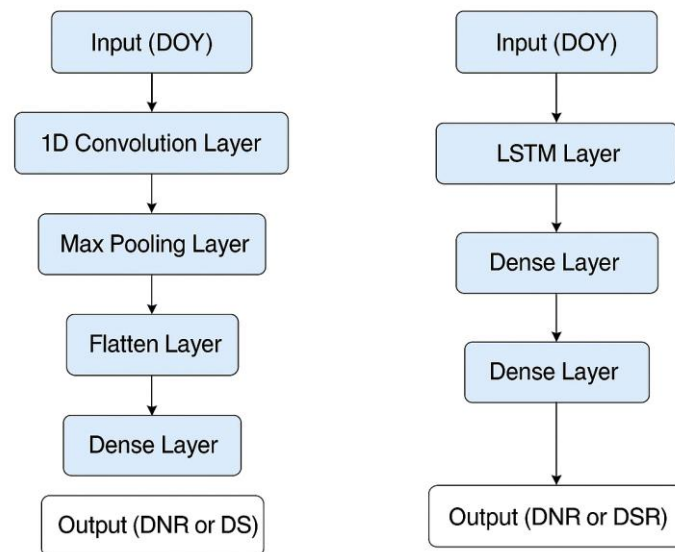 Input (DOY)
1D Convolution Layer
Max Pooling Layer
Flatten Layer
Dense Layer
Output (DNR or DS)
Input (DOY)
LSTM Layer
Dense Layer
Dense Layer
Output (DNR or DSR)